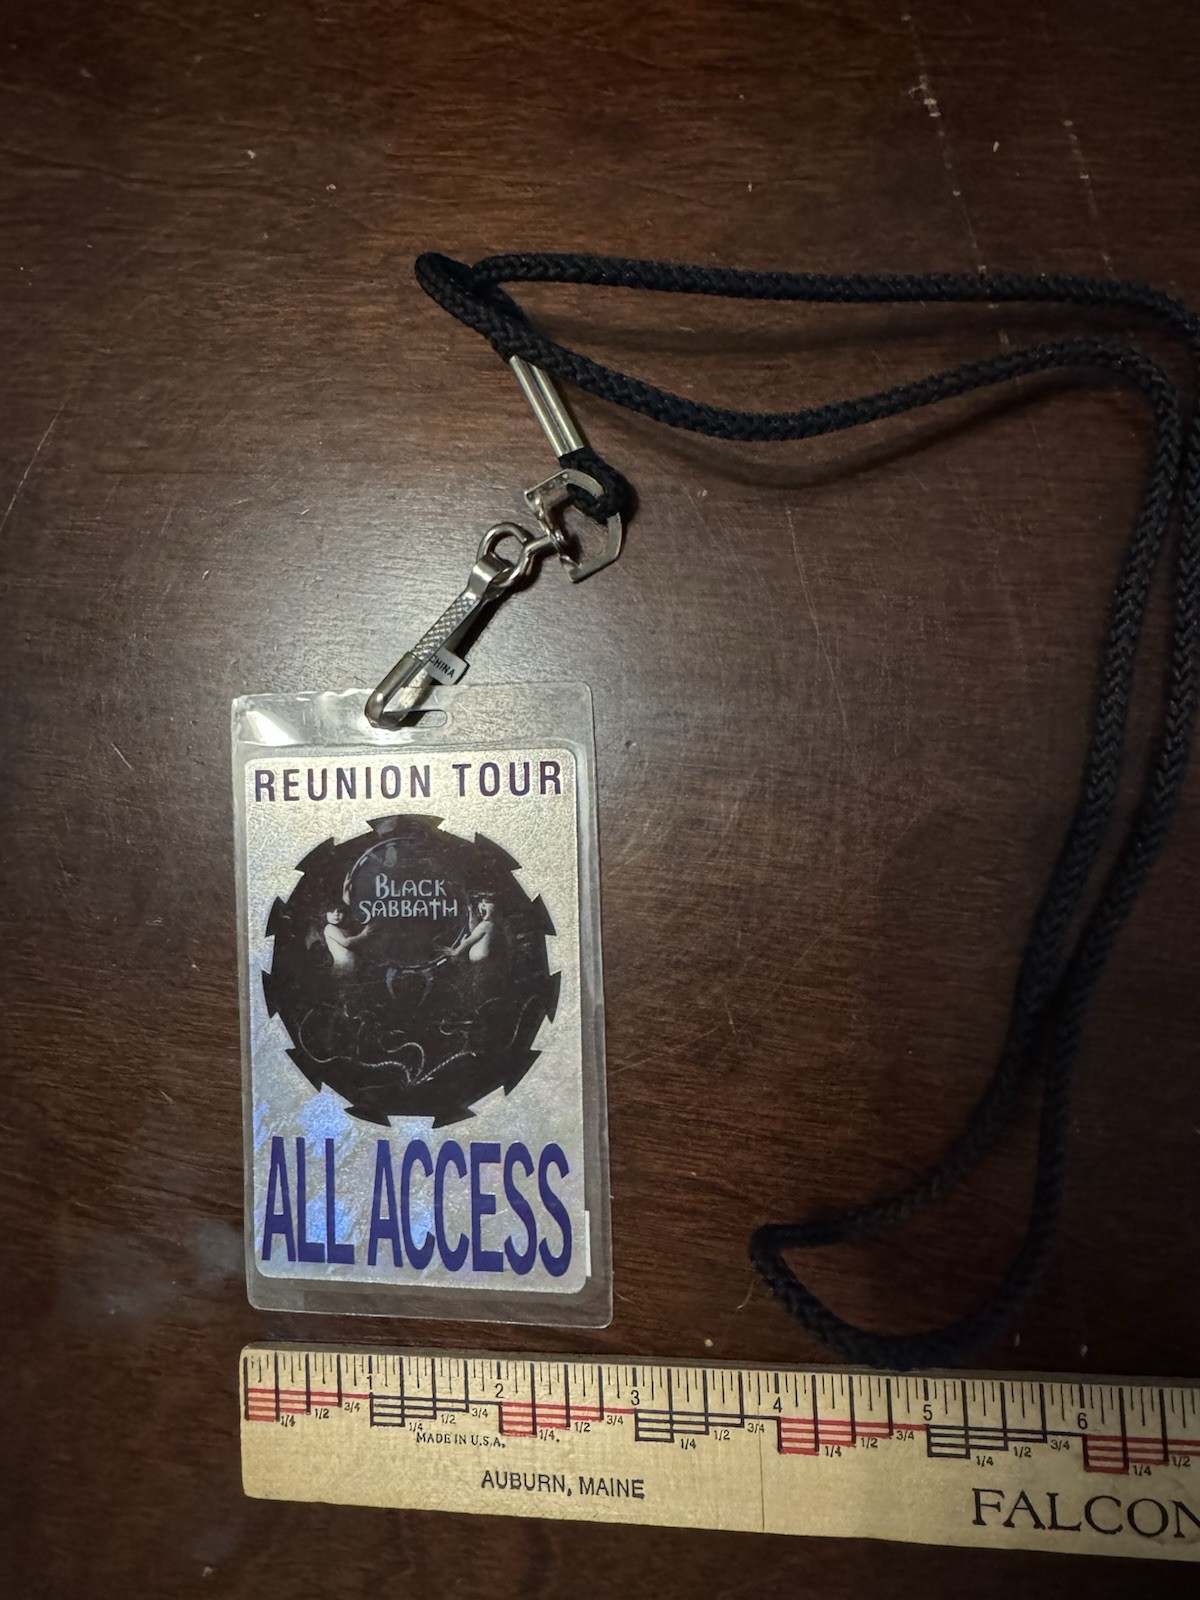 CHINA
REUNION TOUR
BLACK
SABBATH
ALL ACCESS
1 2 3 4 5 6
1/4 1/2 3/4 1/4 1/2 3/4 1/4 1/2 3/4 1/4 1/2 3/4 1/4 1/2 3/4 1/4 1/2 3/4 1/4 1/2
MADE IN U.S.A.
AUBURN, MAINE
FALCON